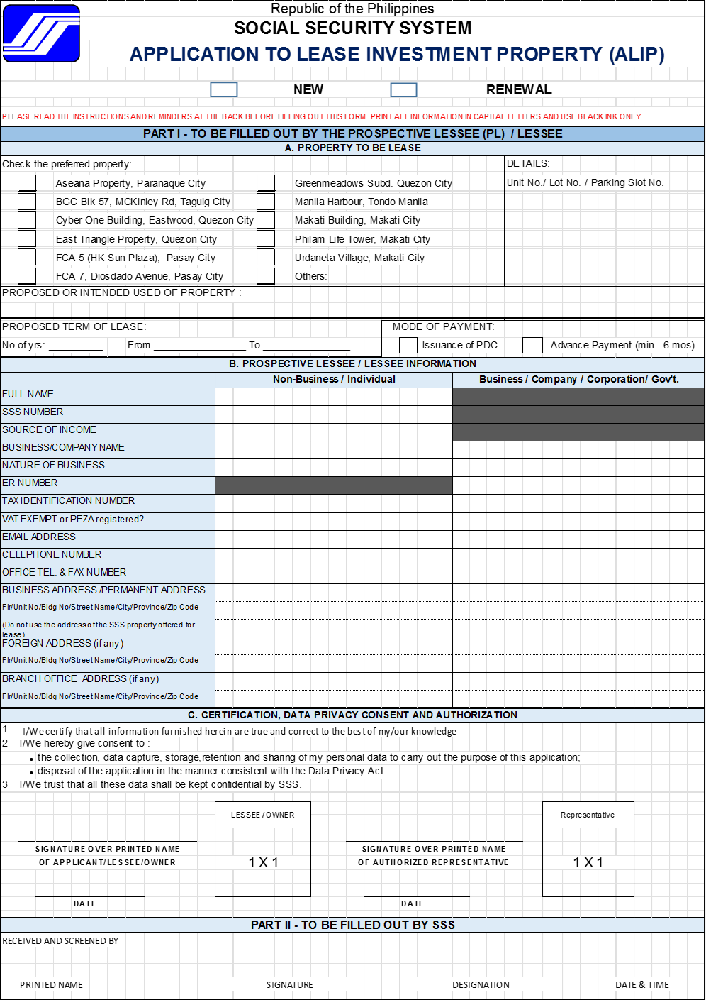 Republic of the Philippines
SOCIAL SECURITY SYSTEM
APPLICATION TO LEASE INVESTMENT PROPERTY (ALIP)
NEW RENEWAL
PLEASE READ THE INSTRUCTIONS AND REMINDERS AT THE BACK BEFORE FILLING OUT THIS FORM. PRINT ALL INFORMATION IN CAPITAL LETTERS AND USE BLACK INK ONLY.
PART I - TO BE FILLED OUT BY THE PROSPECTIVE LESSEE (PL) / LESSEE
A. PROPERTY TO BE LEASE
Check the preferred property: DETAILS:
Aseana Property, Paranaque City Greenmeadows Subd. Quezon City Unit No./ Lot No. / Parking Slot No.
BGC Blk 57, MCKinley Rd, Taguig City Manila Harbour, Tondo Manila
Cyber One Building, Eastwood, Quezon City Makati Building, Makati City
East Triangle Property, Quezon City Philam Life Tower, Makati City
FCA 5 (HK Sun Plaza), Pasay City Urdaneta Village, Makati City
FCA 7, Diosdado Avenue, Pasay City Others:
PROPOSED OR INTENDED USED OF PROPERTY :
PROPOSED TERM OF LEASE: MODE OF PAYMENT:
No of yrs: __________ From _________________ To ________________ Issuance of PDC Advance Payment (min. 6 mos)
B. PROSPECTIVE LESSEE / LESSEE INFORMATION
Non-Business / Individual Business / Company / Corporation/ Gov't.
FULL NAME
SSS NUMBER
SOURCE OF INCOME
BUSINESS/COMPANY NAME
NATURE OF BUSINESS
ER NUMBER
TAX IDENTIFICATION NUMBER
VAT EXEMPT or PEZA registered?
EMAIL ADDRESS
CELLPHONE NUMBER
OFFICE TEL. & FAX NUMBER
BUSINESS ADDRESS /PERMANENT ADDRESS
Flr/Unit No/Bldg No/Street Name/City/Province/Zip Code
(Do not use the address of the SSS property offered for
lease)
FOREIGN ADDRESS (if any)
Flr/Unit No/Bldg No/Street Name/City/Province/Zip Code
BRANCH OFFICE ADDRESS (if any)
Flr/Unit No/Bldg No/Street Name/City/Province/Zip Code
C. CERTIFICATION, DATA PRIVACY CONSENT AND AUTHORIZATION
1 I/We certify that all information furnished herein are true and correct to the best of my/our knowledge
2 I/We hereby give consent to :
• the collection, data capture, storage,retention and sharing of my personal data to carry out the purpose of this application;
• disposal of the application in the manner consistent with the Data Privacy Act.
3 I/We trust that all these data shall be kept confidential by SSS.
LESSEE / OWNER Representative
SIGNATURE OVER PRINTED NAME SIGNATURE OVER PRINTED NAME
OF APPLICANT/LESSEE/OWNER 1 X 1 OF AUTHORIZED REPRESENTATIVE 1 X 1
DATE DATE
PART II - TO BE FILLED OUT BY SSS
RECEIVED AND SCREENED BY
PRINTED NAME SIGNATURE DESIGNATION DATE & TIME